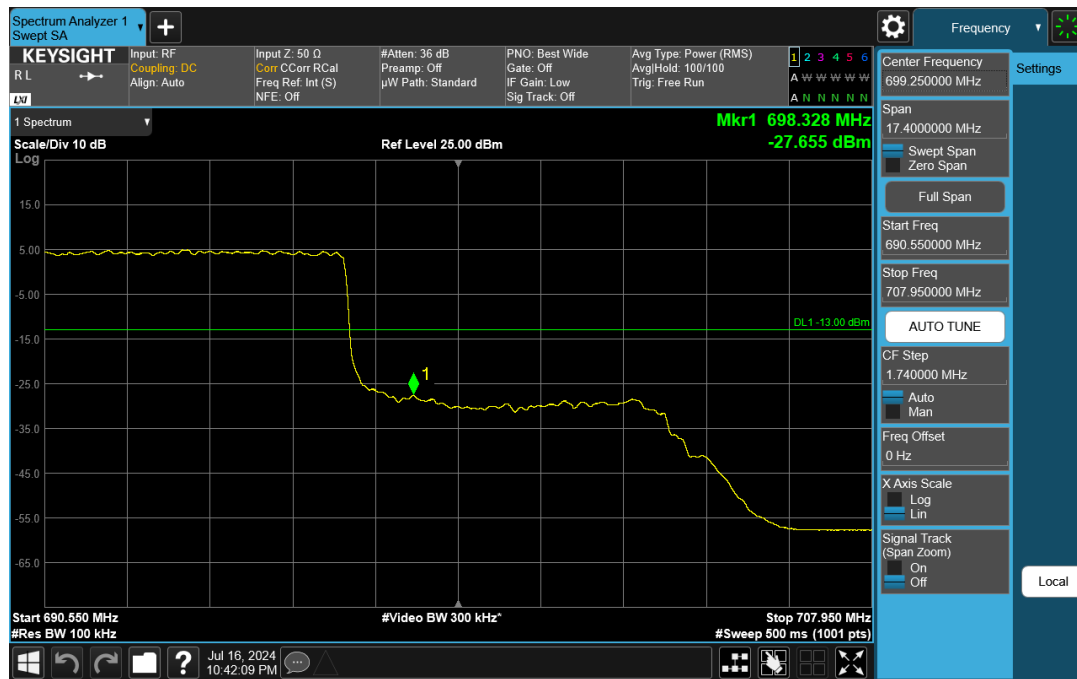 Spectrum Analyzer 1
Swept SA
+
Frequency
KEYSIGHT
R L
LXI
Input: RF
Coupling: DC
Align: Auto
Input Z: 50 Ω
Corr CCorr RCal
Freq Ref: Int (S)
NFE: Off
#Atten: 36 dB
Preamp: Off
µW Path: Standard
PNO: Best Wide
Gate: Off
IF Gain: Low
Sig Track: Off
Avg Type: Power (RMS)
Avg|Hold: 100/100
Trig: Free Run
1 2 3 4 5 6
A W W W W W
A N N N N N
1 Spectrum
Scale/Div 10 dB
Log
Ref Level 25.00 dBm
Mkr1 698.328 MHz
-27.655 dBm
15.0
5.00
-5.00
-15.0
-25.0
-35.0
-45.0
-55.0
-65.0
DL1 -13.00 dBm
1
Start 690.550 MHz
#Res BW 100 kHz
#Video BW 300 kHz*
Stop 707.950 MHz
#Sweep 500 ms (1001 pts)
Center Frequency
699.250000 MHz
Settings
Span
17.4000000 MHz
Swept Span
Zero Span
Full Span
Start Freq
690.550000 MHz
Stop Freq
707.950000 MHz
AUTO TUNE
CF Step
1.740000 MHz
Auto
Man
Freq Offset
0 Hz
X Axis Scale
Log
Lin
Signal Track
(Span Zoom)
On
Off
Local
?
Jul 16, 2024
10:42:09 PM